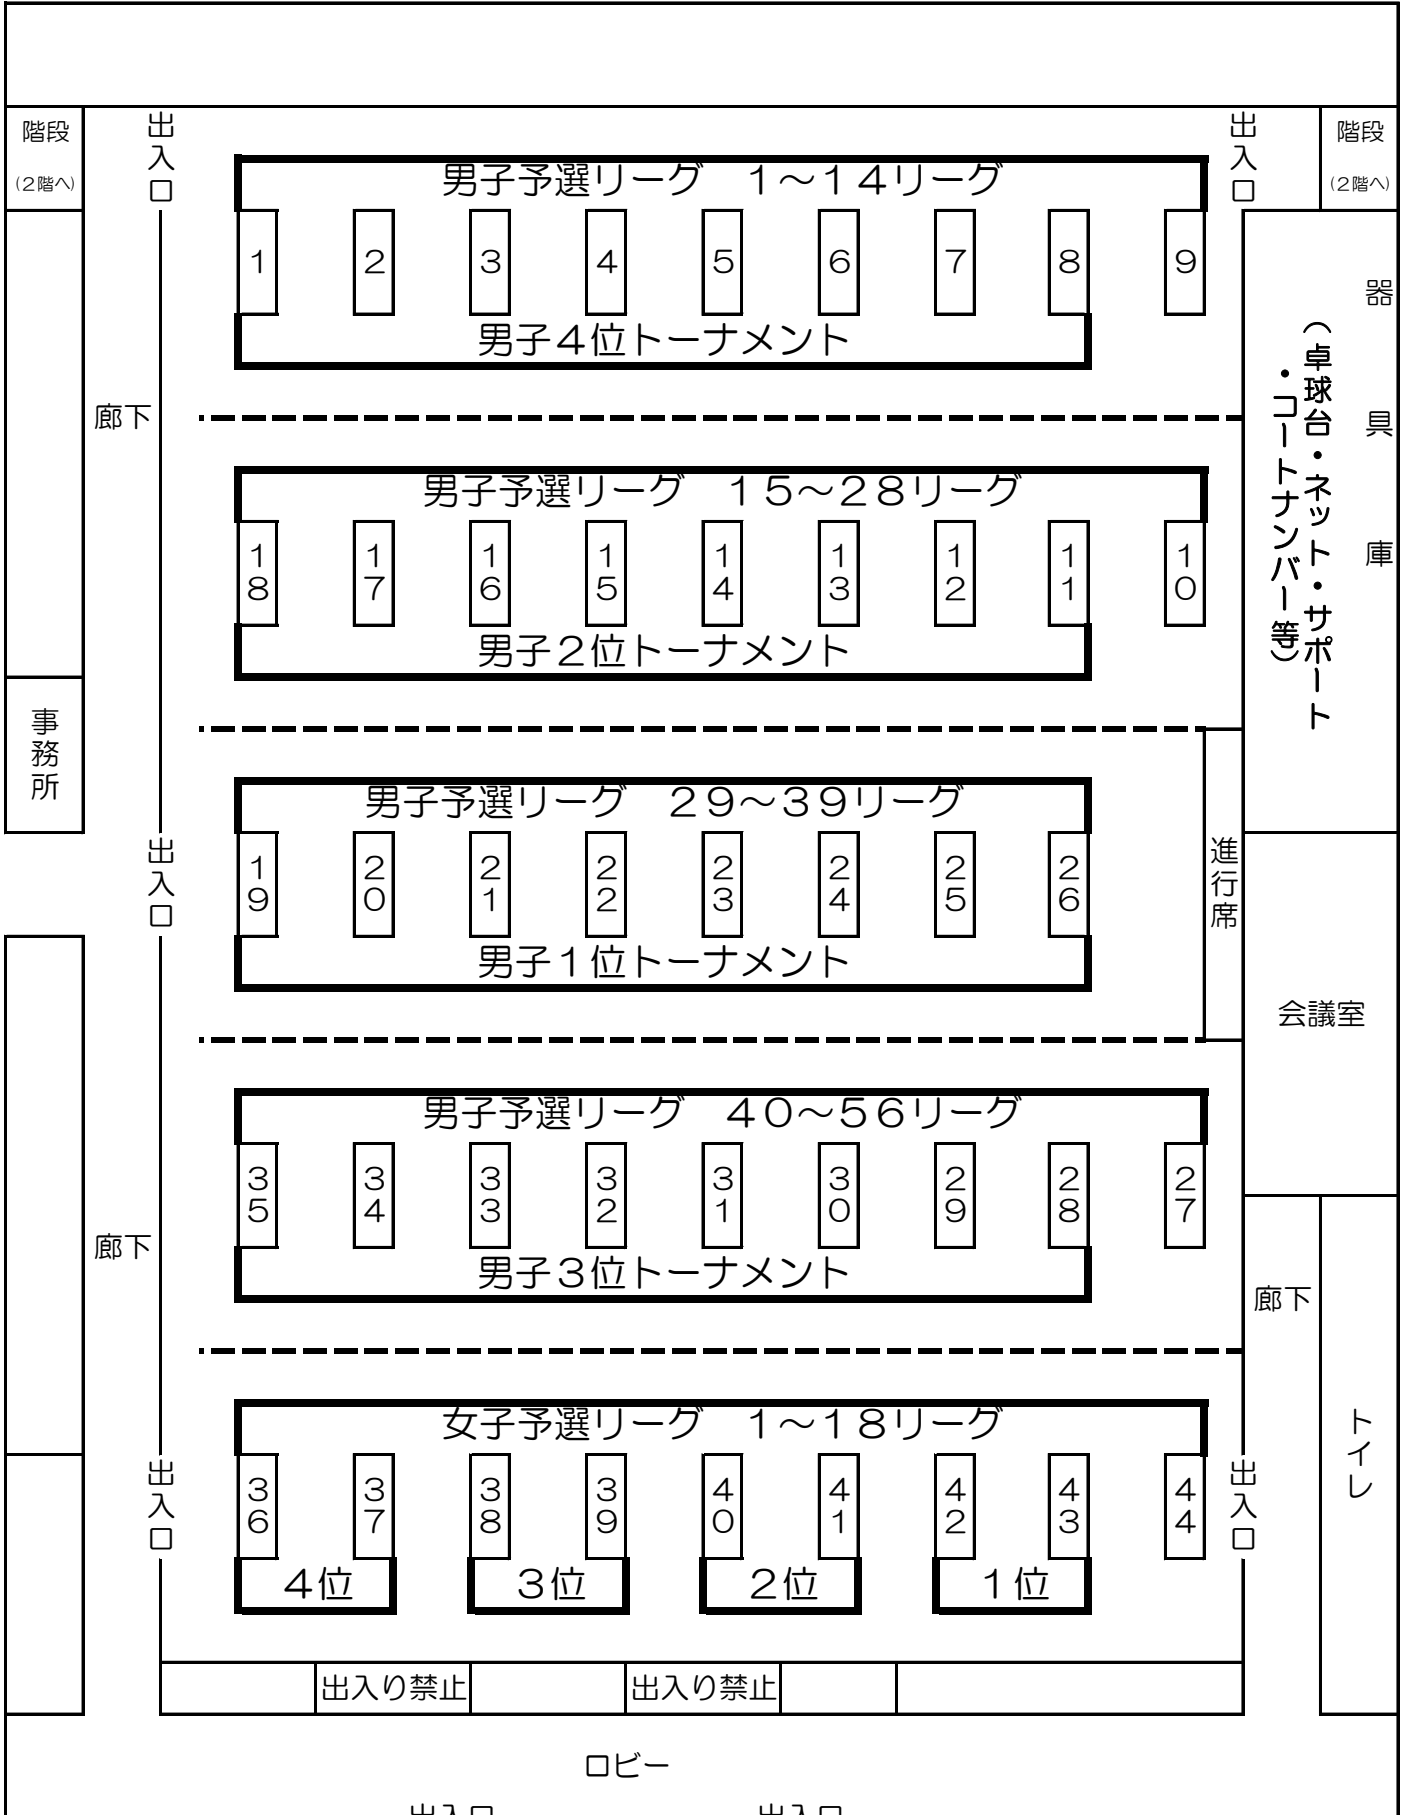 階段
(2階へ)
出入口
出入口
階段
(2階へ)
男子予選リーグ　1〜14リーグ
1 2 3 4 5 6 7 8 9
男子4位トーナメント
器具庫
(卓球台・ネット・サポート
・コートナンバー等)
廊下
男子予選リーグ　15〜28リーグ
18 17 16 15 14 13 12 11 10
男子2位トーナメント
事務所
男子予選リーグ　29〜39リーグ
出入口
19 20 21 22 23 24 25 26
進行席
男子1位トーナメント
会議室
男子予選リーグ　40〜56リーグ
35 34 33 32 31 30 29 28 27
廊下
男子3位トーナメント
廊下
女子予選リーグ　1〜18リーグ
トイレ
出入口
36 37 38 39 40 41 42 43 44
出入口
4位 3位 2位 1位
出入り禁止 出入り禁止
ロビー
出入口 出入口